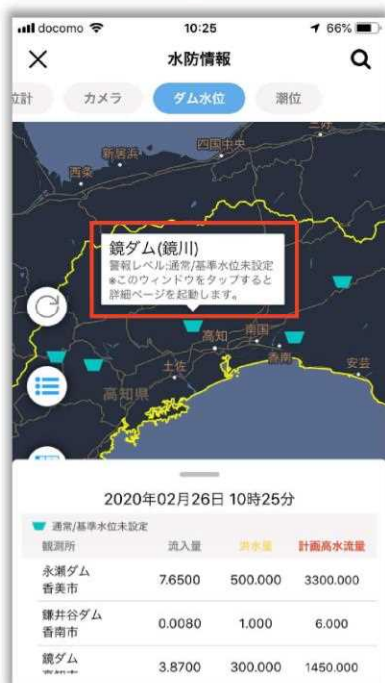 docomo 10:25 66%
水防情報
位計 カメラ ダム水位 潮位
四国中央
新居浜
西条
鏡ダム(鏡川)
警報レベル:通常/基準水位未設定
※このウィンドウをタップすると
詳細ページを起動します。
高知 南国
土佐 香南 安芸
高知県
2020年02月26日 10時25分
通常/基準水位未設定
観測所 流入量 洪水量 計画高水流量
永瀬ダム
香美市 7.6500 500.000 3300.000
鎌井谷ダム
香南市 0.0080 1.000 6.000
鏡ダム
高知市 3.8700 300.000 1450.000